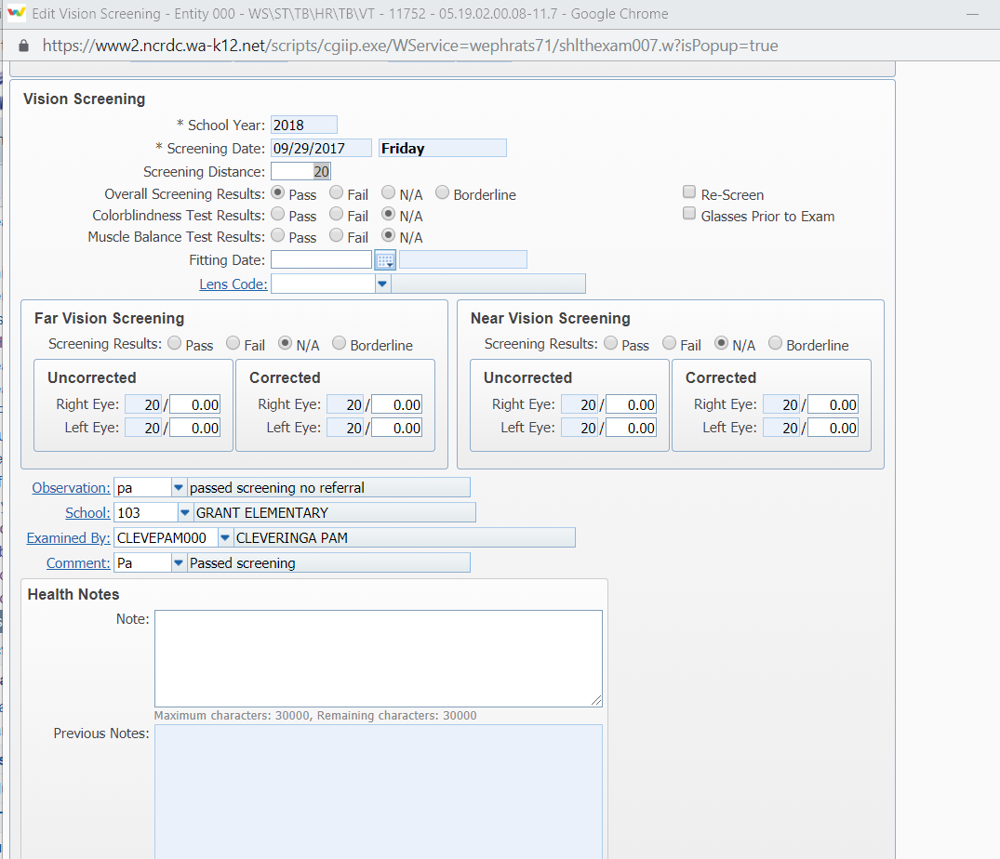 Edit Vision Screening - Entity 000 - WS\ST\TB\HR\TB\VT - 11752 - 05.19.02.00.08-11.7 - Google Chrome
https://www2.ncrdc.wa-k12.net/scripts/cgiip.exe/WService=wephrats71/shlthexam007.w?isPopup=true
Vision Screening
* School Year: 2018
* Screening Date: 09/29/2017 Friday
Screening Distance: 20
Overall Screening Results: Pass Fail N/A Borderline Re-Screen
Colorblindness Test Results: Pass Fail N/A Glasses Prior to Exam
Muscle Balance Test Results: Pass Fail N/A
Fitting Date:
Lens Code:
Far Vision Screening Near Vision Screening
Screening Results: Pass Fail N/A Borderline Screening Results: Pass Fail N/A Borderline
Uncorrected Corrected Uncorrected Corrected
Right Eye: 20 / 0.00 Right Eye: 20 / 0.00 Right Eye: 20 / 0.00 Right Eye: 20 / 0.00
Left Eye: 20 / 0.00 Left Eye: 20 / 0.00 Left Eye: 20 / 0.00 Left Eye: 20 / 0.00
Observation: pa passed screening no referral
School: 103 GRANT ELEMENTARY
Examined By: CLEVEPAM000 CLEVERINGA PAM
Comment: Pa Passed screening
Health Notes
Note:
Maximum characters: 30000, Remaining characters: 30000
Previous Notes: